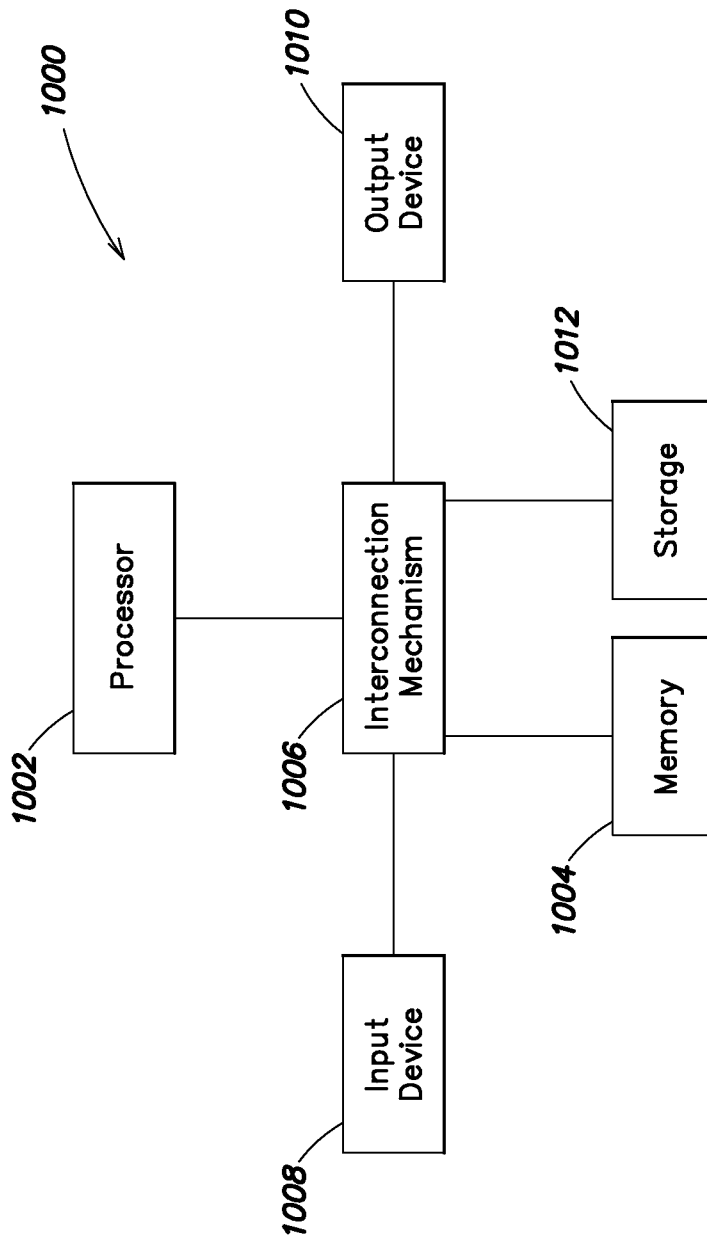 1000
1002
Processor
1008
Input
Device
1006
Interconnection
Mechanism
1010
Output
Device
1004
Memory
1012
Storage